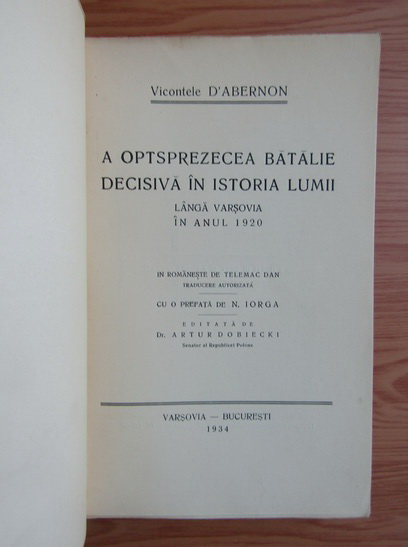 Vicontele D'ABERNON
A OPTSPREZECEA BĂTĂLIE
DECISIVĂ ÎN ISTORIA LUMII
LÂNGĂ VARȘOVIA
ÎN ANUL 1920
IN ROMÂNEȘTE DE TELEMAC DAN
TRADUCERE AUTORIZATĂ
CU O PREFAȚĂ DE N. IORGA
EDITATĂ DE
Dr. ARTUR DOBIECKI
Senator al Republicei Polone
VARȘOVIA — BUCUREȘTI
1934